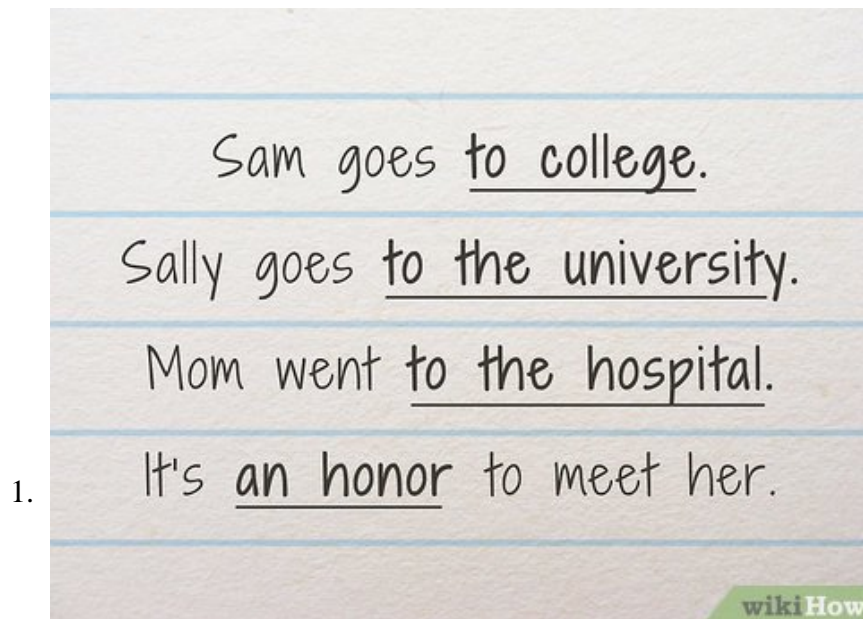 Sam goes to college.
Sally goes to the university.
Mom went to the hospital.
1. It's an honor to meet her.
wikiHow